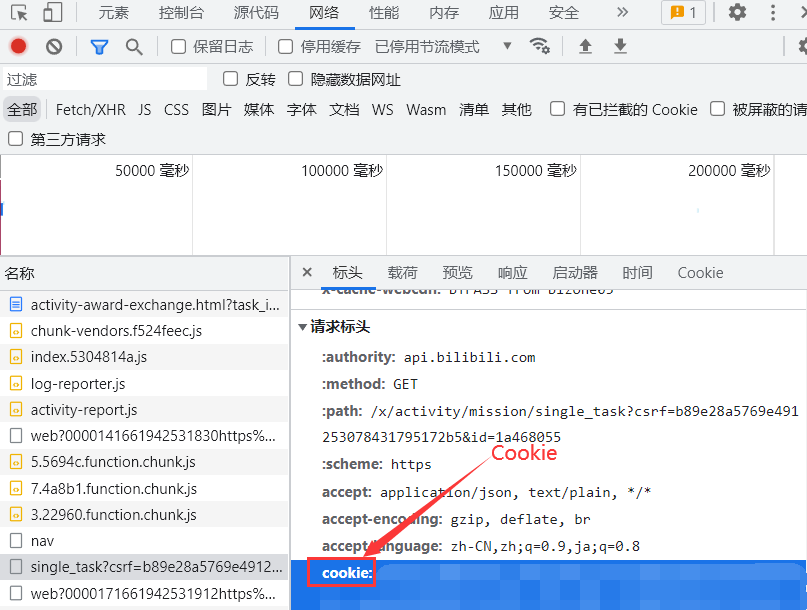 元素 控制台 源代码 网络 性能 内存 应用 安全 » 1
保留日志 停用缓存 已停用节流模式
过滤 反转 隐藏数据网址
全部 Fetch/XHR JS CSS 图片 媒体 字体 文档 WS Wasm 清单 其他 有已拦截的 Cookie 被屏蔽的请
第三方请求
50000 毫秒 100000 毫秒 150000 毫秒 200000 毫秒
名称
activity-award-exchange.html?task_i...
chunk-vendors.f524feec.js
index.5304814a.js
log-reporter.js
activity-report.js
web?0000141661942531830https%...
5.5694c.function.chunk.js
7.4a8b1.function.chunk.js
3.22960.function.chunk.js
nav
single_task?csrf=b89e28a5769e4912...
web?0000171661942531912https%...
× 标头 载荷 预览 响应 启动器 时间 Cookie
x-cache-webcdn: BYPASS from
请求标头
:authority: api.bilibili.com
:method: GET
:path: /x/activity/mission/single_task?csrf=b89e28a5769e491
253078431795172b5&id=1a468055
Cookie
:scheme: https
accept: application/json, text/plain, */*
accept-encoding: gzip, deflate, br
accept-language: zh-CN,zh;q=0.9,ja;q=0.8
cookie: